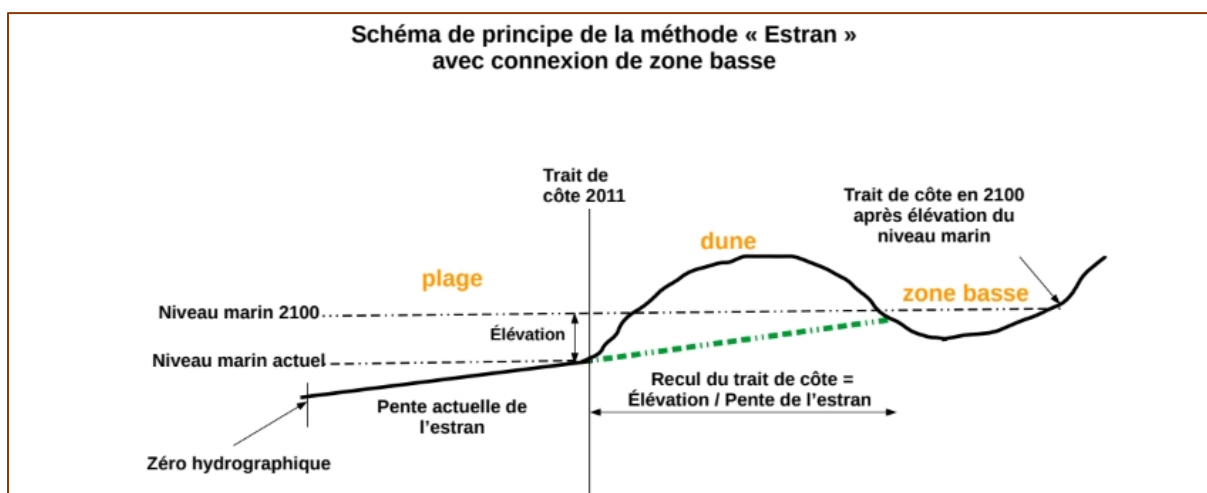 Schéma de principe de la méthode « Estran »
avec connexion de zone basse
Trait de
côte 2011
Trait de côte en 2100
après élévation du
niveau marin
dune
plage
zone basse
Niveau marin 2100
Élévation
Niveau marin actuel
Recul du trait de côte =
Élévation / Pente de l’estran
Pente actuelle de
l’estran
Zéro hydrographique